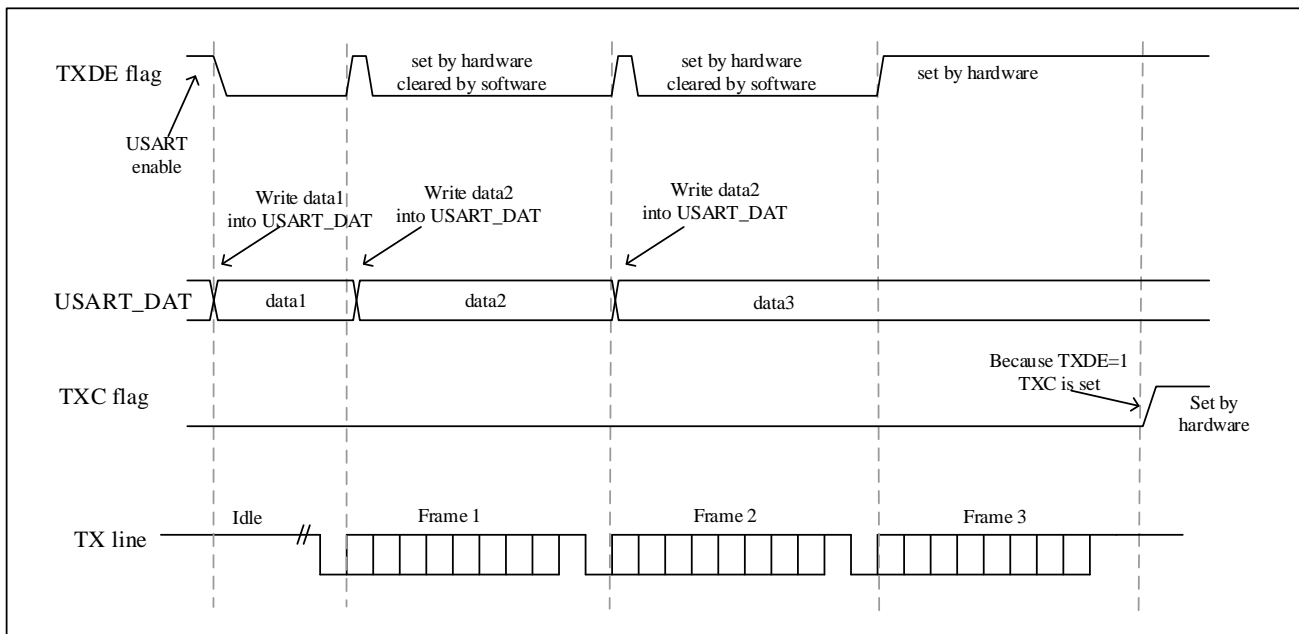 TXDE flag
set by hardware
cleared by software
set by hardware
cleared by software
set by hardware
USART
enable
Write data1
into USART_DAT
Write data2
into USART_DAT
Write data2
into USART_DAT
USART_DAT
data1
data2
data3
Because TXDE=1
TXC is set
TXC flag
Set by
hardware
Idle
Frame 1
Frame 2
Frame 3
TX line